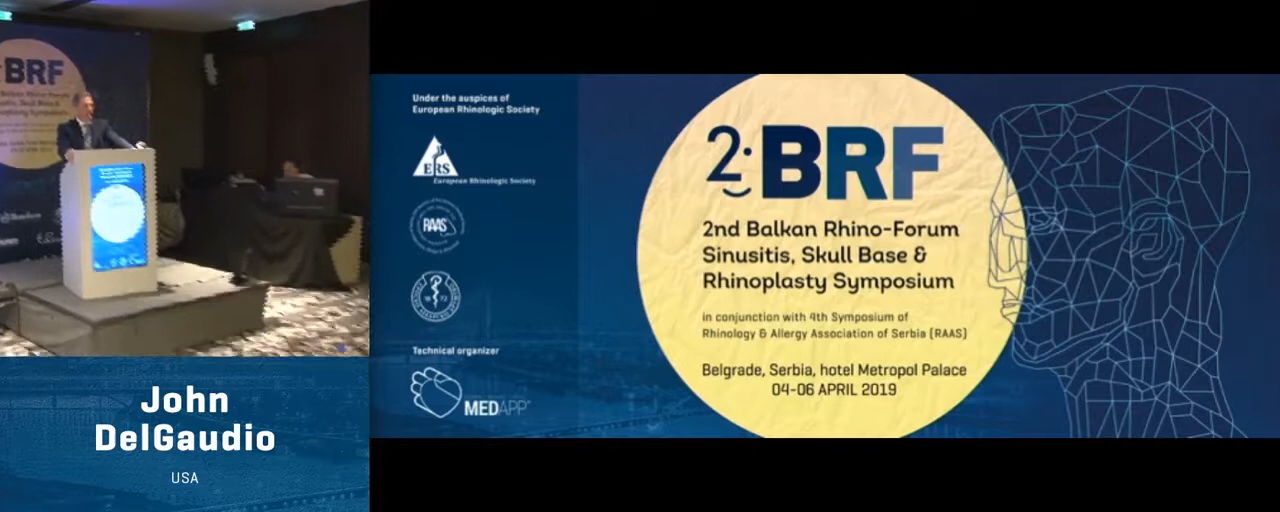 BRF
John
DelGaudio
USA
Under the auspices of
European Rhinologic Society
ERS
European Rhinologic Society
RAAS
18 72
Technical organizer
MEDAPP
2. BRF
2nd Balkan Rhino-Forum
Sinusitis, Skull Base &
Rhinoplasty Symposium
in conjunction with 4th Symposium of
Rhinology & Allergy Association of Serbia (RAAS)
Belgrade, Serbia, hotel Metropol Palace
04-06 APRIL 2019